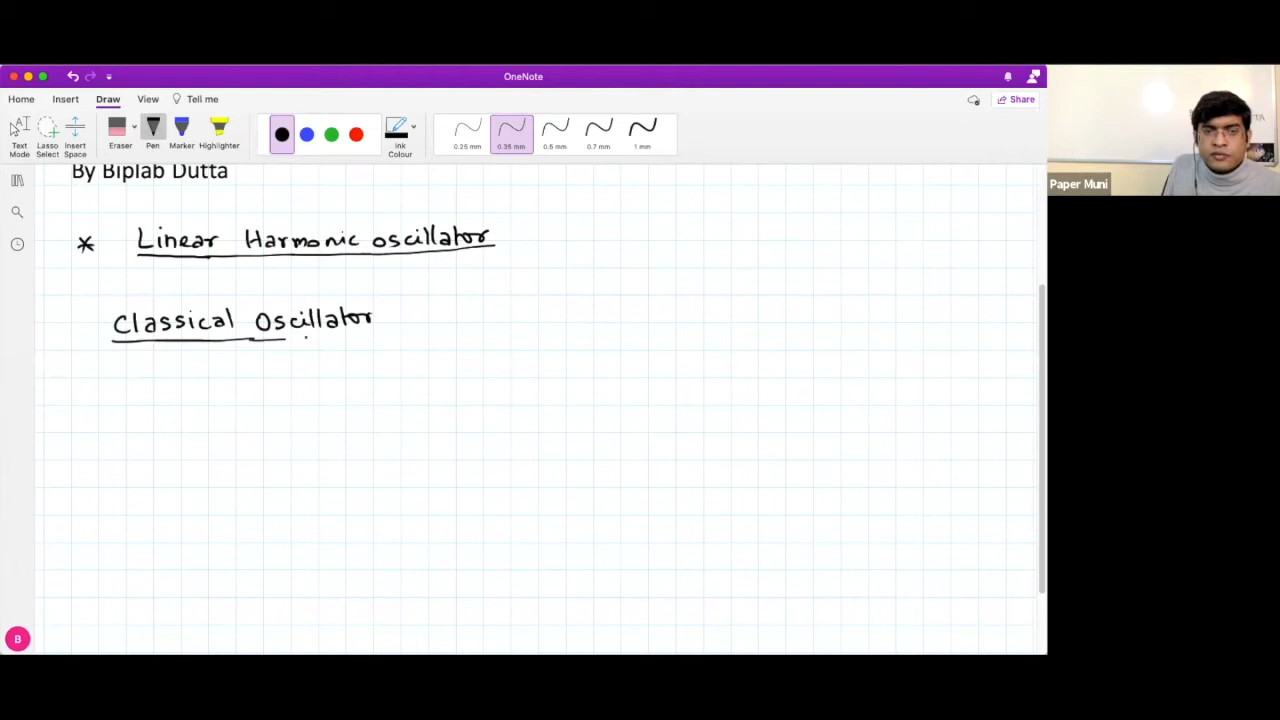 OneNote
Home Insert Draw View Tell me
Share
Text Mode
Lasso Select
Insert Space
Eraser
Pen
Marker
Highlighter
Ink Colour
0.25 mm
0.35 mm
0.5 mm
0.7 mm
1 mm
Paper Muni
By Biplab Dutta
* Linear Harmonic oscillator
Classical Oscillator
B